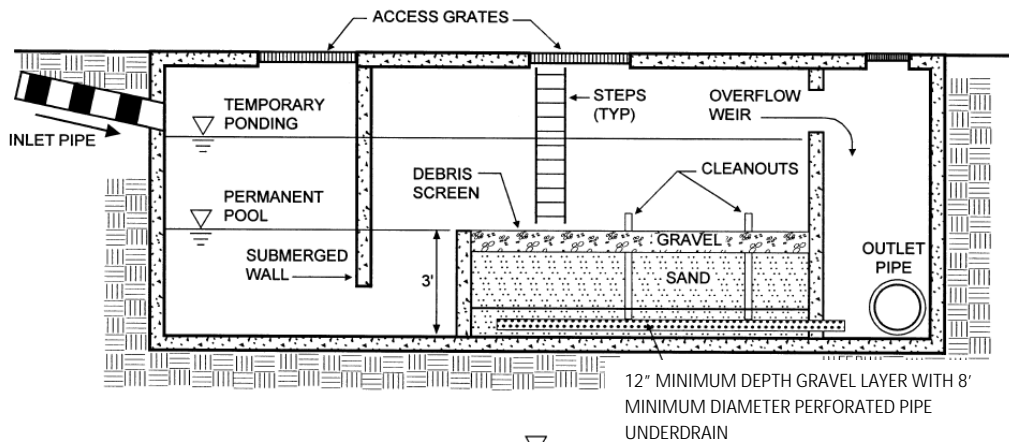 ACCESS GRATES
TEMPORARY
PONDING
INLET PIPE
STEPS
(TYP)
OVERFLOW
WEIR
DEBRIS
SCREEN
CLEANOUTS
PERMANENT
POOL
SUBMERGED
WALL
3'
GRAVEL
SAND
OUTLET
PIPE
12" MINIMUM DEPTH GRAVEL LAYER WITH 8'
MINIMUM DIAMETER PERFORATED PIPE
UNDERDRAIN